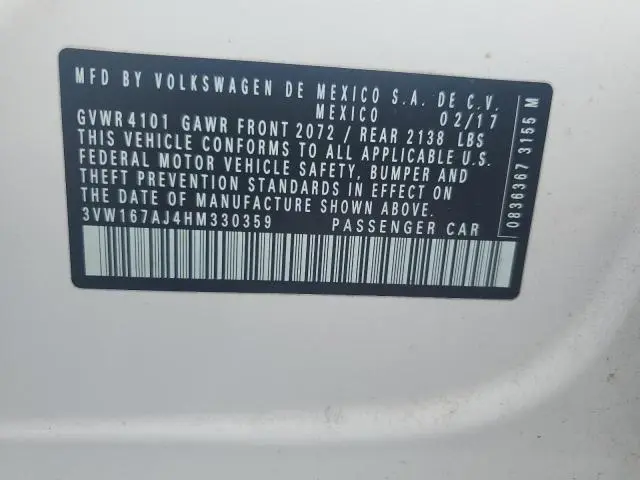 MFD BY VOLKSWAGEN DE MEXICO S.A. DE C.V.
MEXICO 02/17
GVWR 4101 GAWR FRONT 2072 / REAR 2138 LBS
THIS VEHICLE CONFORMS TO ALL APPLICABLE U.S.
FEDERAL MOTOR VEHICLE SAFETY, BUMPER AND
THEFT PREVENTION STANDARDS IN EFFECT ON
THE DATE OF MANUFACTURE SHOWN ABOVE.
3VW167AJ4HM330359 PASSENGER CAR
0836367 3155 M